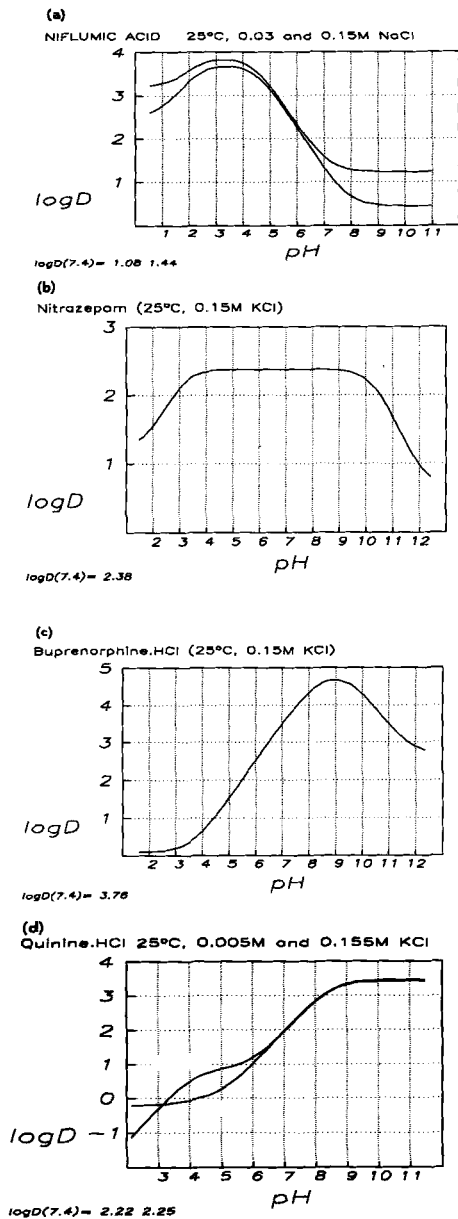 (a)
NIFLUMIC ACID 25°C, 0.03 and 0.15M NaCl
4
3
2
1
logD
1 2 3 4 5 6 7 8 9 10 11
pH
logD(7.4)= 1.08 1.44
(b)
Nitrazepam (25°C, 0.15M KCl)
3
2
1
logD
2 3 4 5 6 7 8 9 10 11 12
pH
logD(7.4)= 2.38
(c)
Buprenorphine.HCl (25°C, 0.15M KCl)
5
4
3
2
1
logD
2 3 4 5 6 7 8 9 10 11 12
pH
logD(7.4)= 3.76
(d)
Quinine.HCl 25°C, 0.005M and 0.155M KCl
4
3
2
1
0
logD -1
3 4 5 6 7 8 9 10 11
pH
logD(7.4)= 2.22 2.25